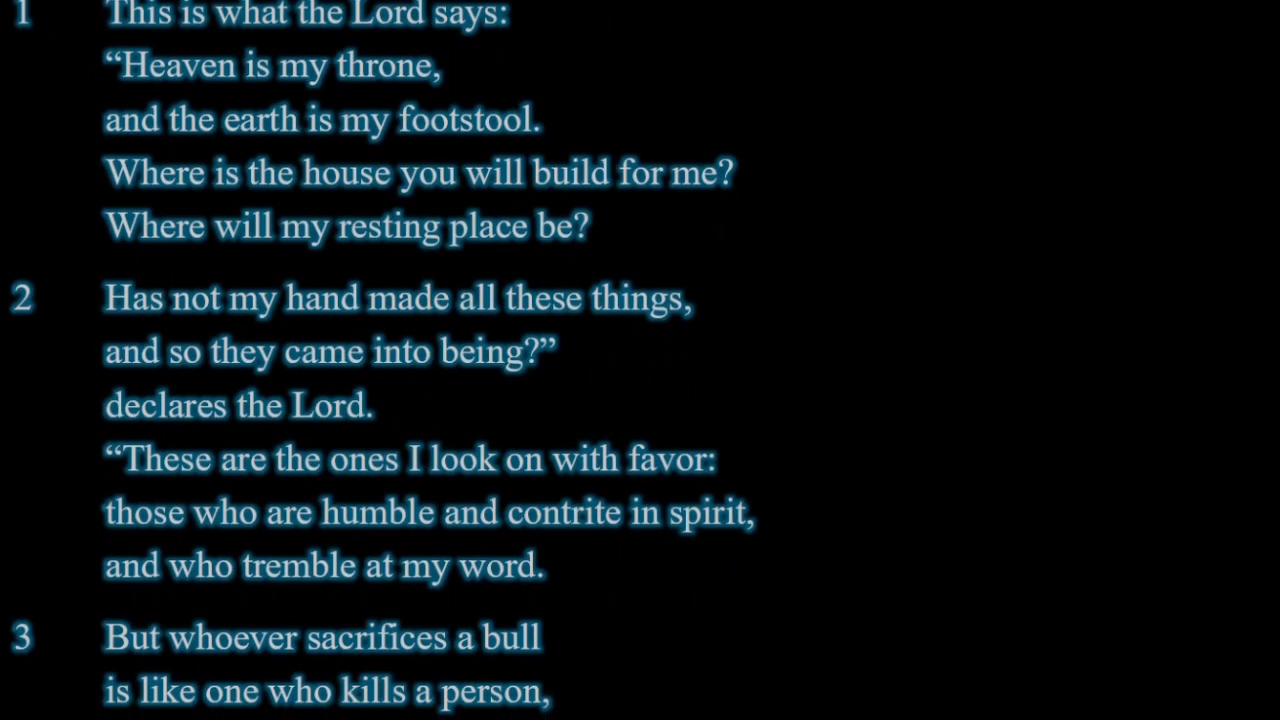 1 This is what the Lord says:
“Heaven is my throne,
and the earth is my footstool.
Where is the house you will build for me?
Where will my resting place be?
2 Has not my hand made all these things,
and so they came into being?”
declares the Lord.
“These are the ones I look on with favor:
those who are humble and contrite in spirit,
and who tremble at my word.
3 But whoever sacrifices a bull
is like one who kills a person,